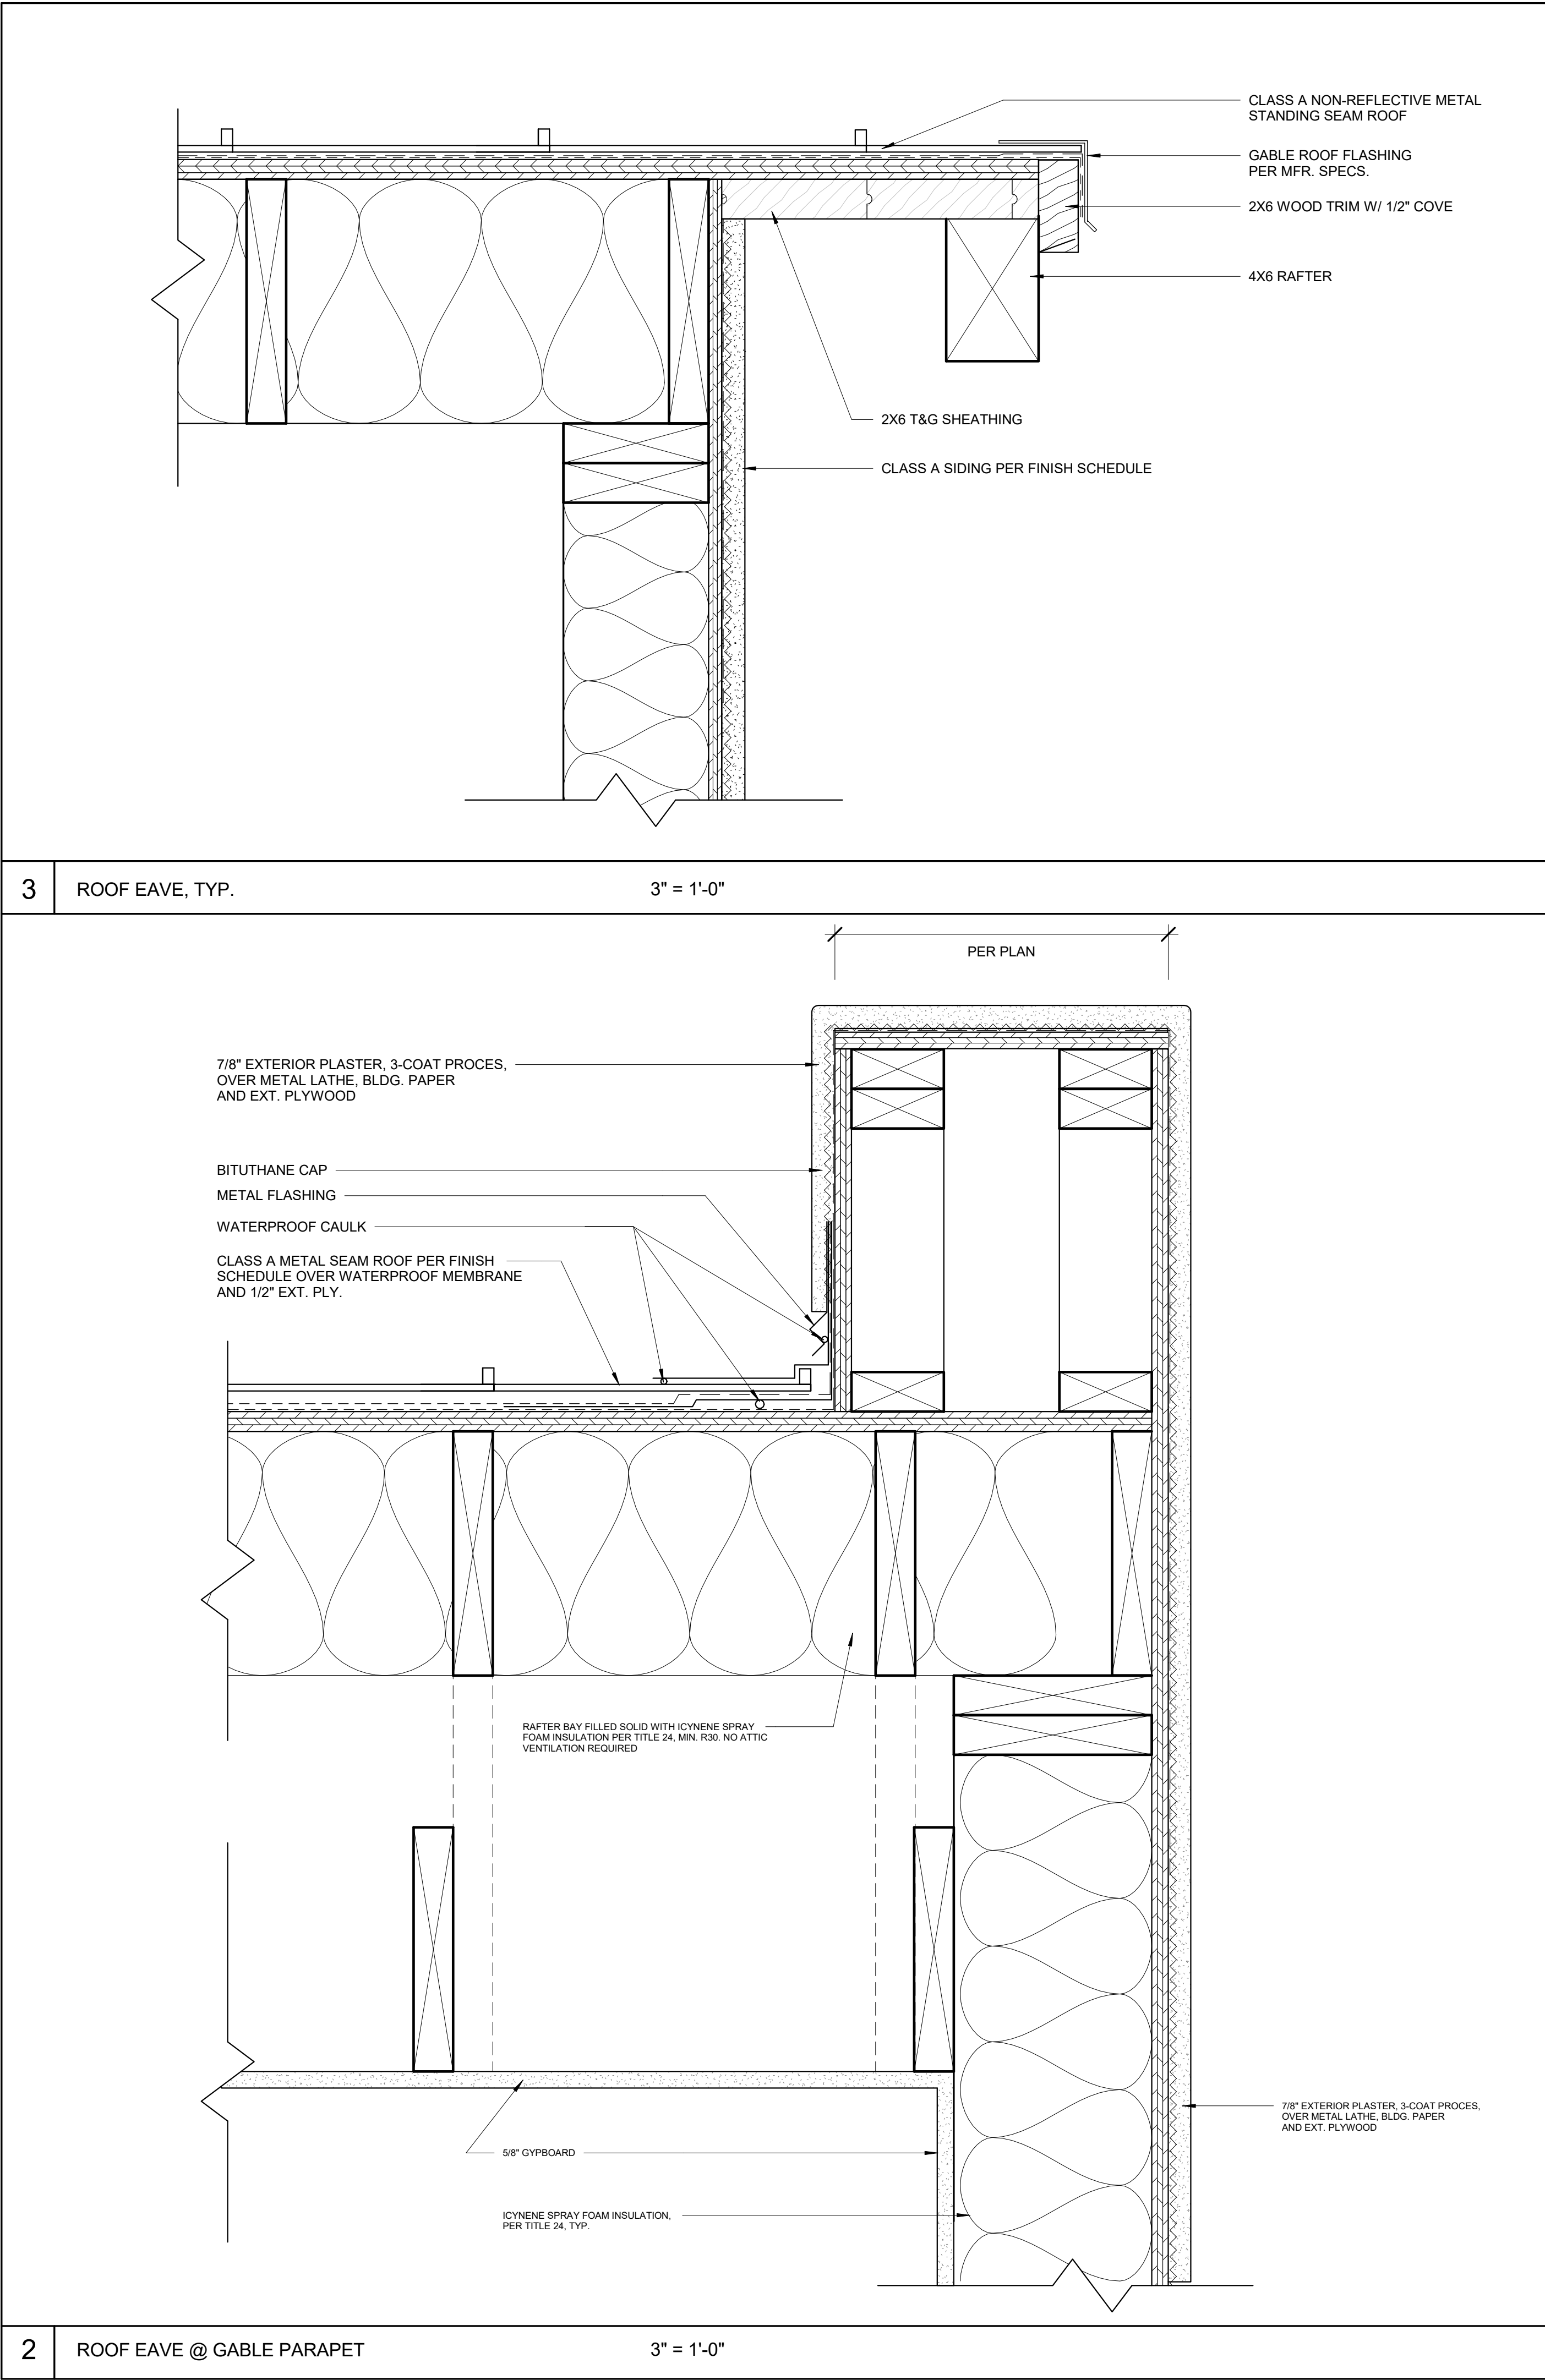 CLASS A NON-REFLECTIVE METAL
STANDING SEAM ROOF
GABLE ROOF FLASHING
PER MFR. SPECS.
2X6 WOOD TRIM W/ 1/2" COVE
4X6 RAFTER
2X6 T&G SHEATHING
CLASS A SIDING PER FINISH SCHEDULE
3
ROOF EAVE, TYP.
3" = 1'-0"
PER PLAN
7/8" EXTERIOR PLASTER, 3-COAT PROCES,
OVER METAL LATHE, BLDG. PAPER
AND EXT. PLYWOOD
BITUTHANE CAP
METAL FLASHING
WATERPROOF CAULK
CLASS A METAL SEAM ROOF PER FINISH
SCHEDULE OVER WATERPROOF MEMBRANE
AND 1/2" EXT. PLY.
RAFTER BAY FILLED SOLID WITH ICYNENE SPRAY
FOAM INSULATION PER TITLE 24, MIN. R30. NO ATTIC
VENTILATION REQUIRED
7/8" EXTERIOR PLASTER, 3-COAT PROCES,
OVER METAL LATHE, BLDG. PAPER
AND EXT. PLYWOOD
5/8" GYPBOARD
ICYNENE SPRAY FOAM INSULATION,
PER TITLE 24, TYP.
2
ROOF EAVE @ GABLE PARAPET
3" = 1'-0"